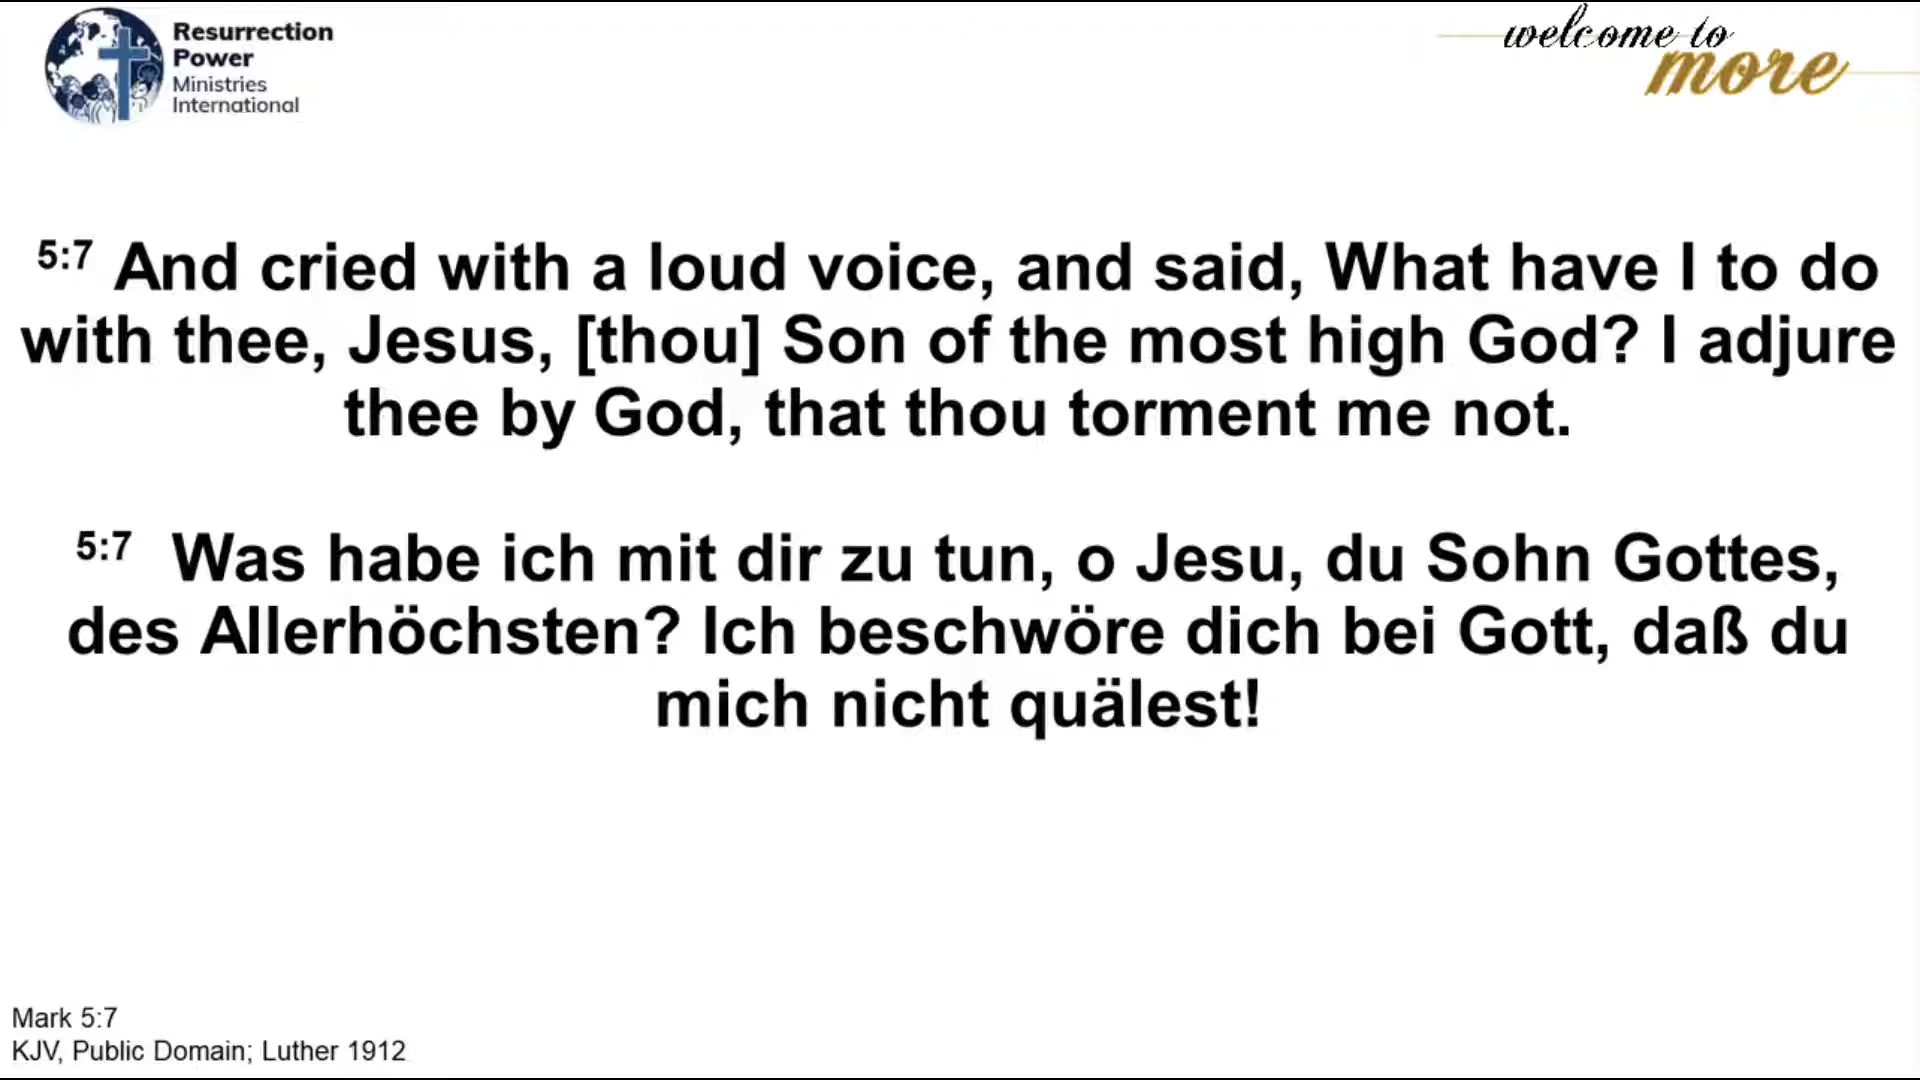 Resurrection
Power
Ministries
International
welcome to
more
5:7 And cried with a loud voice, and said, What have I to do
with thee, Jesus, [thou] Son of the most high God? I adjure
thee by God, that thou torment me not.
5:7 Was habe ich mit dir zu tun, o Jesu, du Sohn Gottes,
des Allerhöchsten? Ich beschwöre dich bei Gott, daß du
mich nicht quälest!
Mark 5:7
KJV, Public Domain; Luther 1912